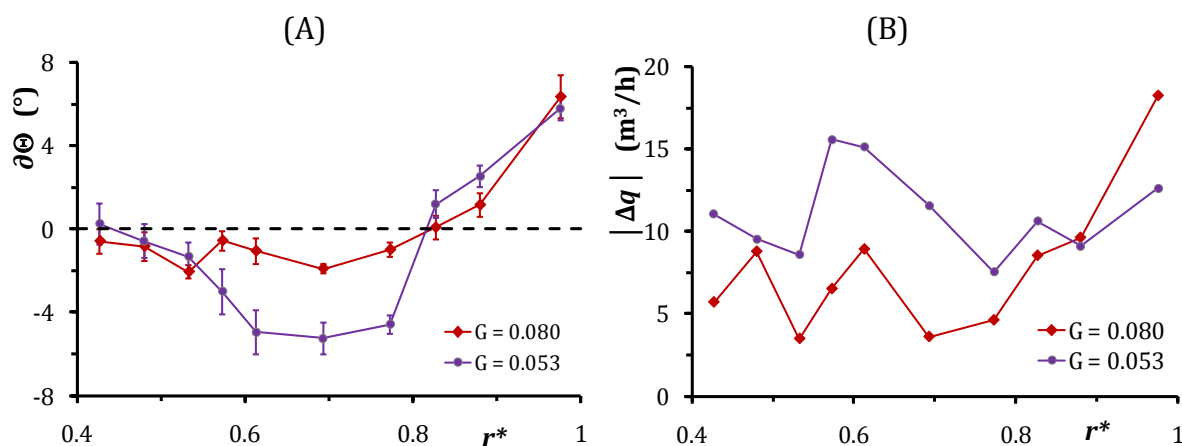 (A)
8
4
0
-4
-8
∂Θ (°)
0.4
0.6
0.8
1
r*
G = 0.080
G = 0.053
(B)
20
15
10
5
0
|Δq| (m³/h)
0.4
0.6
0.8
1
r*
G = 0.080
G = 0.053